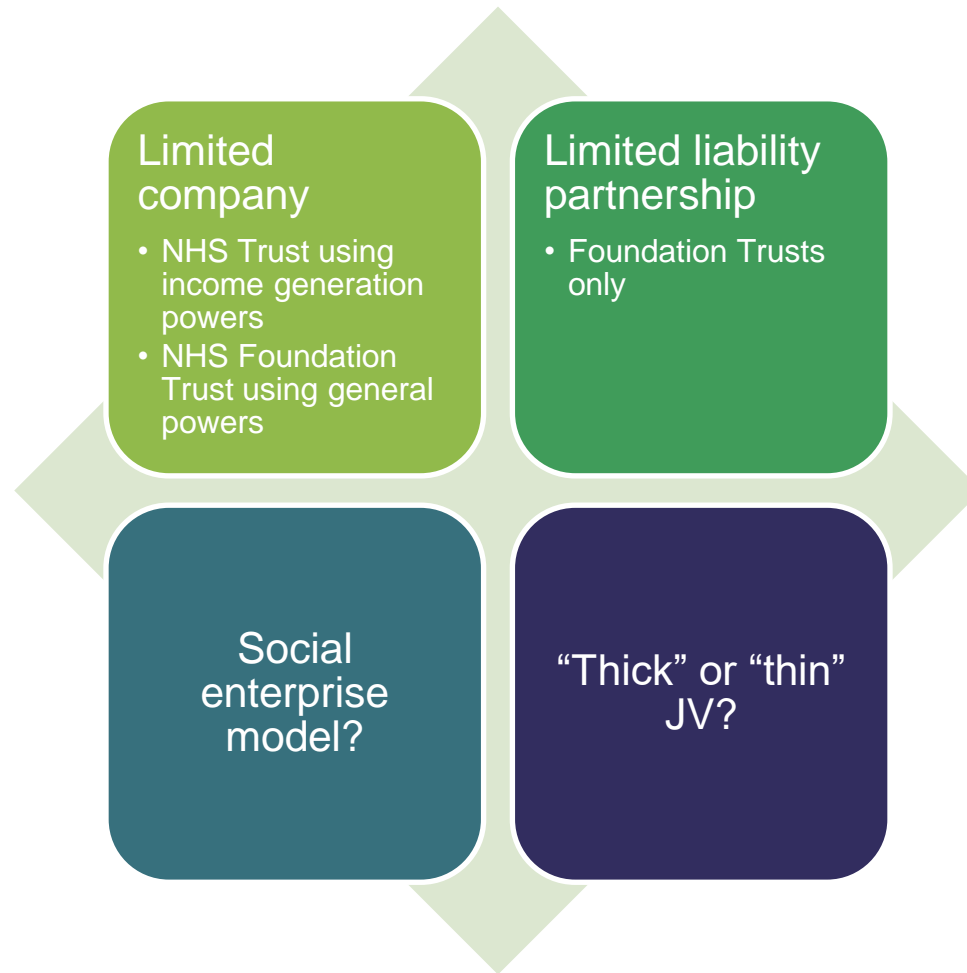 Limited
company
• NHS Trust using
income generation
powers
• NHS Foundation
Trust using general
powers
Limited liability
partnership
• Foundation Trusts
only
Social
enterprise
model?
“Thick” or “thin”
JV?